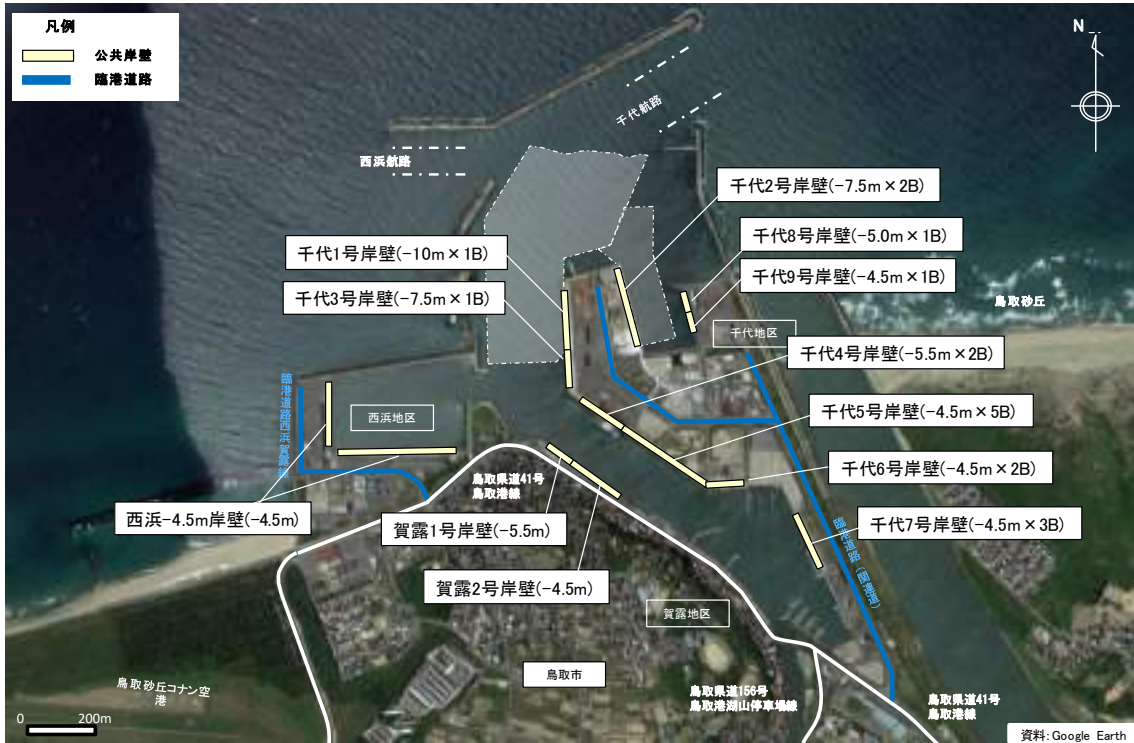 凡例
公共岸壁
臨港道路
N
千代航路
西浜航路
千代2号岸壁(-7.5m×2B)
千代8号岸壁(-5.0m×1B)
千代1号岸壁(-10m×1B)
千代9号岸壁(-4.5m×1B)
千代3号岸壁(-7.5m×1B)
鳥取砂丘
千代地区
千代4号岸壁(-5.5m×2B)
臨港道路西浜賀露線
西浜地区
千代5号岸壁(-4.5m×5B)
千代6号岸壁(-4.5m×2B)
鳥取県道41号
鳥取港線
西浜-4.5m岸壁(-4.5m)
賀露1号岸壁(-5.5m)
千代7号岸壁(-4.5m×3B)
臨港道路(関連道)
賀露2号岸壁(-4.5m)
賀露地区
鳥取市
鳥取砂丘コナン空
港
鳥取県道156号
鳥取港湖山停車場線
鳥取県道41号
鳥取港線
0 200m
資料:Google Earth